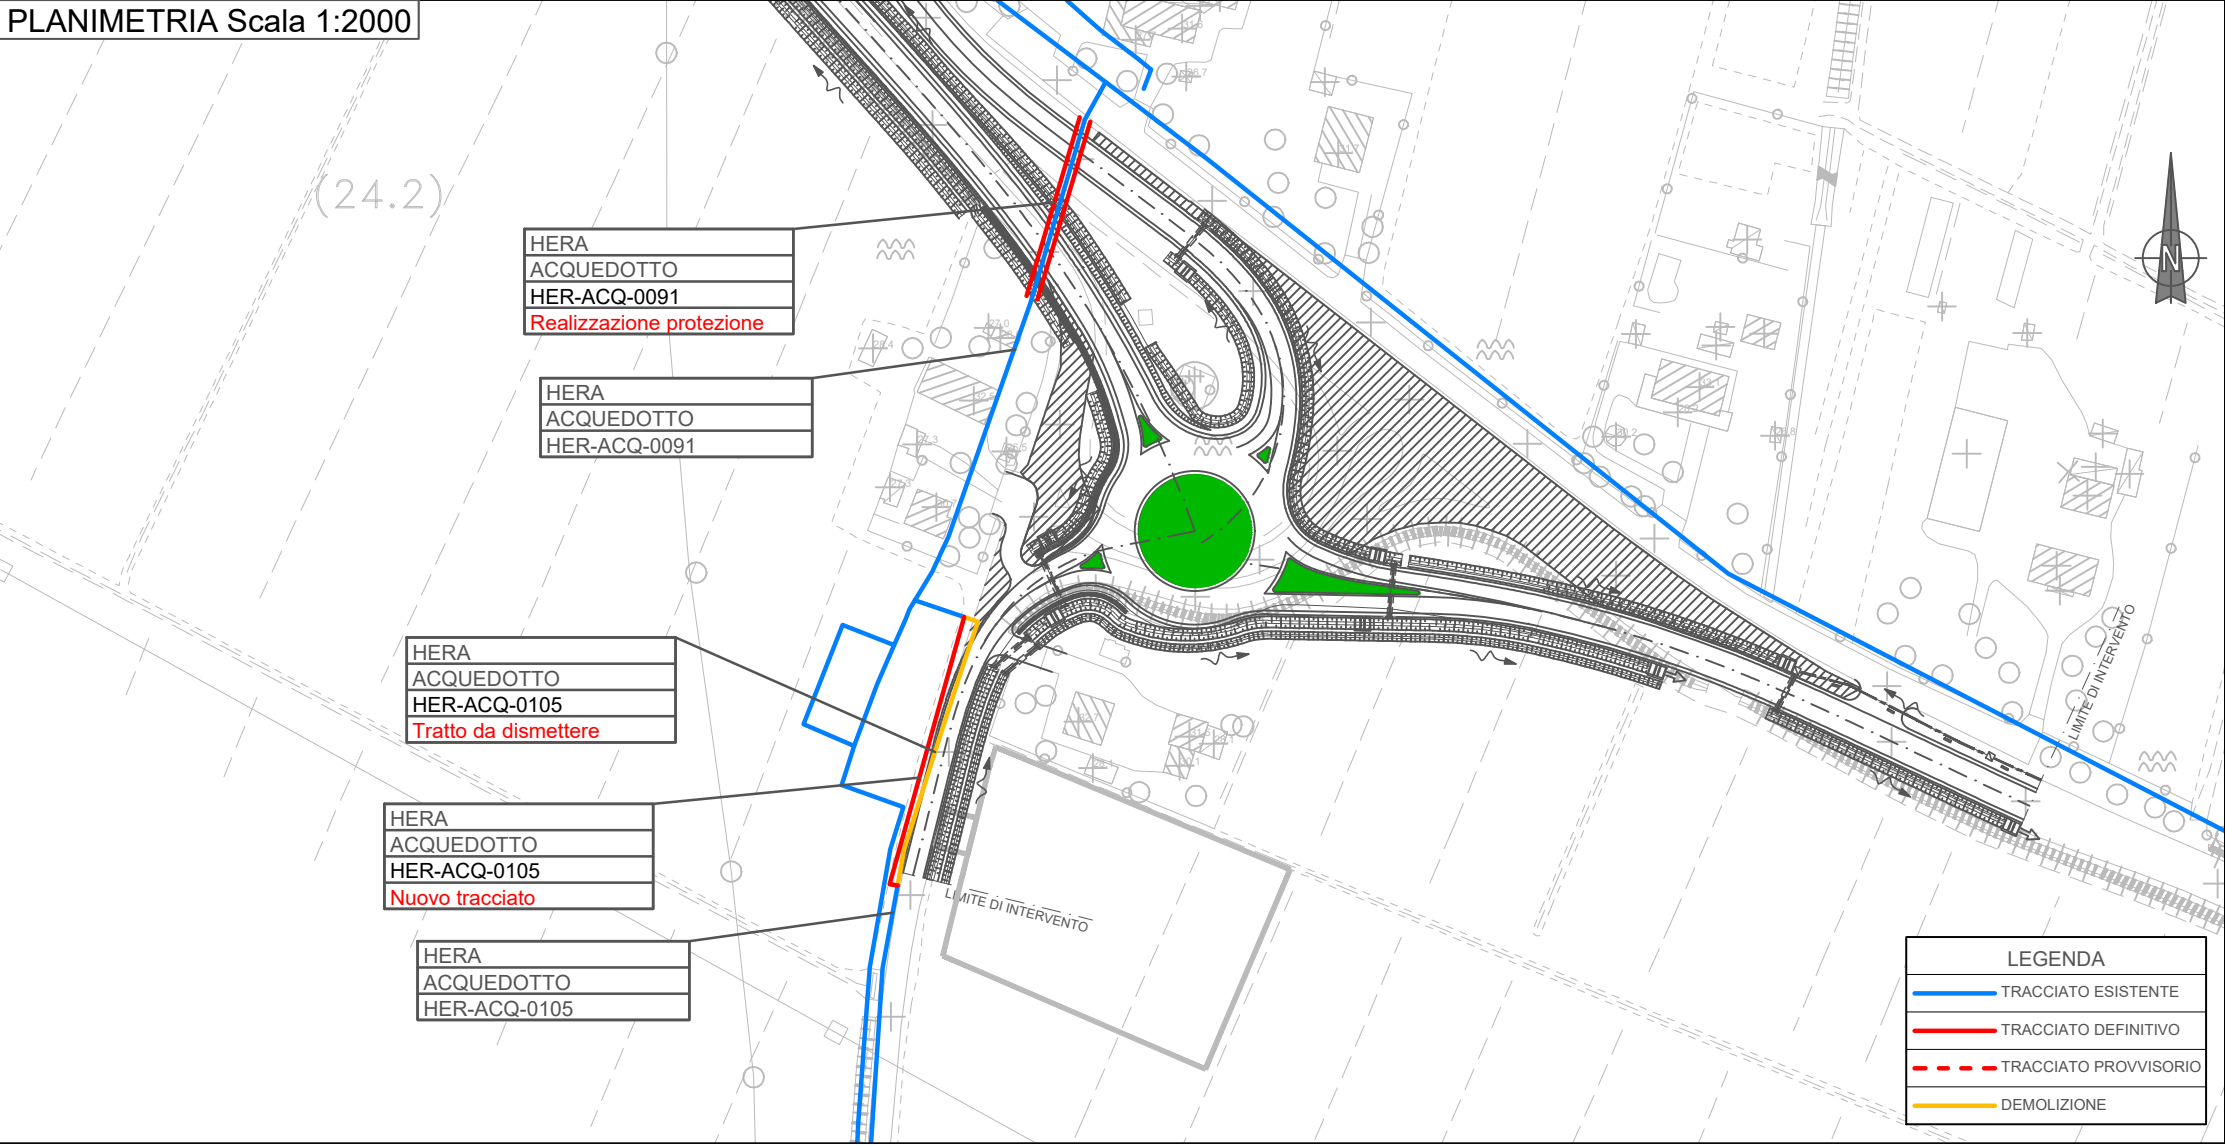 PLANIMETRIA Scala 1:2000
(24.2)
N
HERA
ACQUEDOTTO
HER-ACQ-0091
Realizzazione protezione
HERA
ACQUEDOTTO
HER-ACQ-0091
HERA
ACQUEDOTTO
HER-ACQ-0105
Tratto da dismettere
HERA
ACQUEDOTTO
HER-ACQ-0105
Nuovo tracciato
HERA
ACQUEDOTTO
HER-ACQ-0105
LIMITE DI INTERVENTO
LIMITE DI INTERVENTO
LEGENDA
TRACCIATO ESISTENTE
TRACCIATO DEFINITIVO
TRACCIATO PROVVISORIO
DEMOLIZIONE